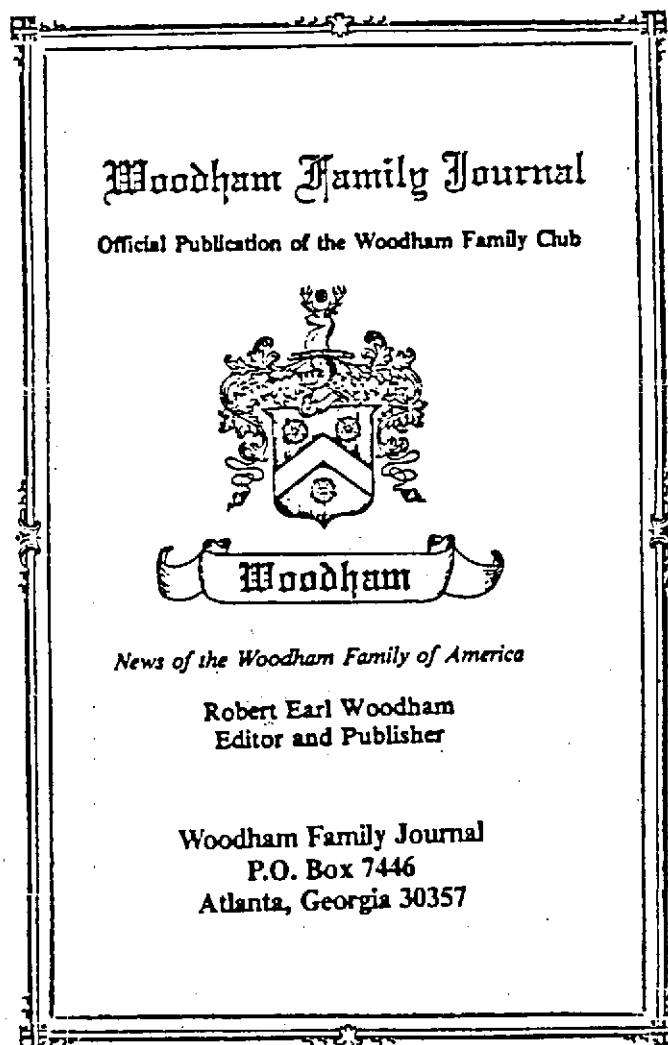 Woodham Family Journal
Official Publication of the Woodham Family Club
Woodham
News of the Woodham Family of America
Robert Earl Woodham
Editor and Publisher
Woodham Family Journal
P.O. Box 7446
Atlanta, Georgia 30357